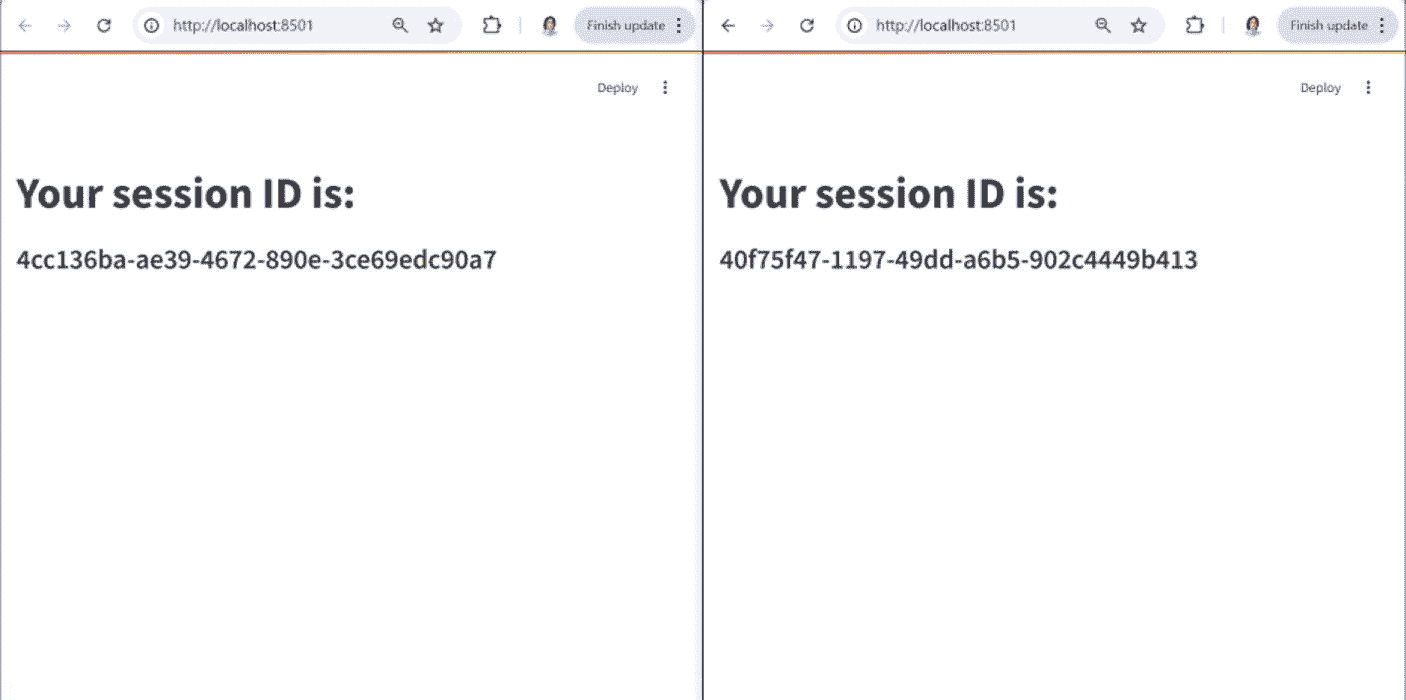 http://localhost:8501
Finish update
Deploy
Your session ID is:
4cc136ba-ae39-4672-890e-3ce69edc90a7
http://localhost:8501
Finish update
Deploy
Your session ID is:
40f75f47-1197-49dd-a6b5-902c4449b413